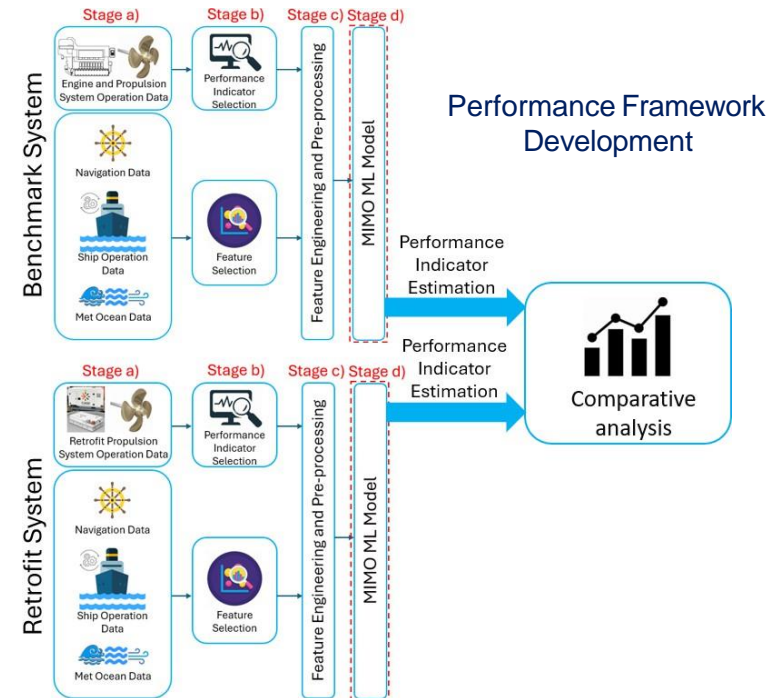 Stage a)
Stage b)
Stage c)
Stage d)
Benchmark System
Engine and Propulsion
System Operation Data
Performance
Indicator
Selection
Navigation Data
Ship Operation
Data
Met Ocean Data
Feature
Selection
Feature Engineering and Pre-processing
MIMO ML Model
Performance Framework
Development
Performance
Indicator
Estimation
Performance
Indicator
Estimation
Comparative
analysis
Stage a)
Stage b)
Stage c)
Stage d)
Retrofit System
Retrofit Propulsion
System Operation Data
Performance
Indicator
Selection
Navigation Data
Ship Operation
Data
Met Ocean Data
Feature
Selection
Feature Engineering and Pre-processing
MIMO ML Model